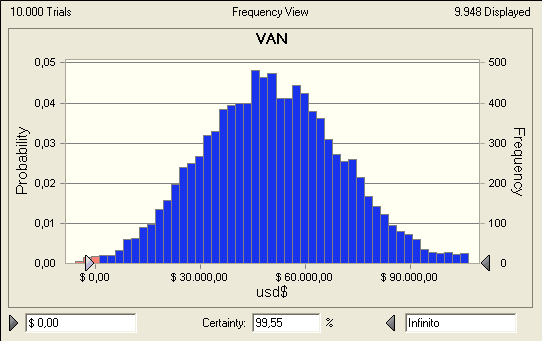 10.000 Trials Frequency View 9.948 Displayed
VAN
0,05 500
0,04 400
0,03 300
0,02 200
0,01 100
0,00 0
Probability
Frequency
$ 0,00 $ 30.000,00 $ 60.000,00 $ 90.000,00
usd$
$ 0,00 Certainty: 99,55 % Infinito